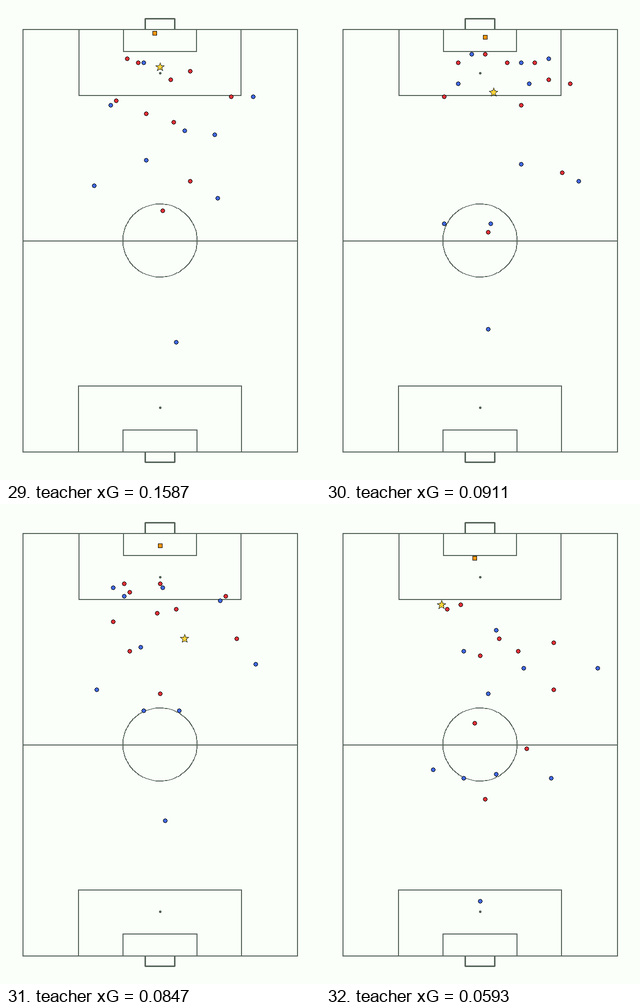 29. teacher xG = 0.1587
30. teacher xG = 0.0911
31. teacher xG = 0.0847
32. teacher xG = 0.0593